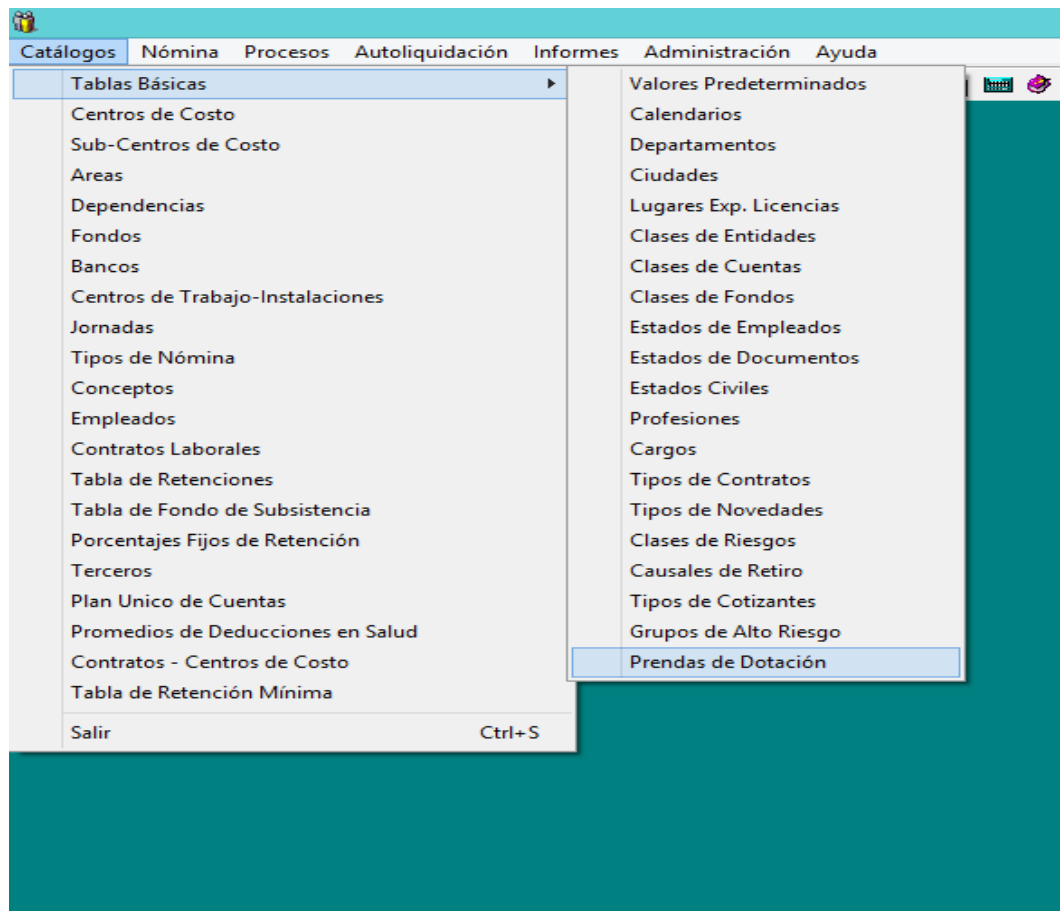 Catálogos Nómina Procesos Autoliquidación Informes Administración Ayuda
Tablas Básicas
Centros de Costo
Sub-Centros de Costo
Areas
Dependencias
Fondos
Bancos
Centros de Trabajo-Instalaciones
Jornadas
Tipos de Nómina
Conceptos
Empleados
Contratos Laborales
Tabla de Retenciones
Tabla de Fondo de Subsistencia
Porcentajes Fijos de Retención
Terceros
Plan Unico de Cuentas
Promedios de Deducciones en Salud
Contratos - Centros de Costo
Tabla de Retención Mínima
Salir Ctrl+S
Valores Predeterminados
Calendarios
Departamentos
Ciudades
Lugares Exp. Licencias
Clases de Entidades
Clases de Cuentas
Clases de Fondos
Estados de Empleados
Estados de Documentos
Estados Civiles
Profesiones
Cargos
Tipos de Contratos
Tipos de Novedades
Clases de Riesgos
Causales de Retiro
Tipos de Cotizantes
Grupos de Alto Riesgo
Prendas de Dotación